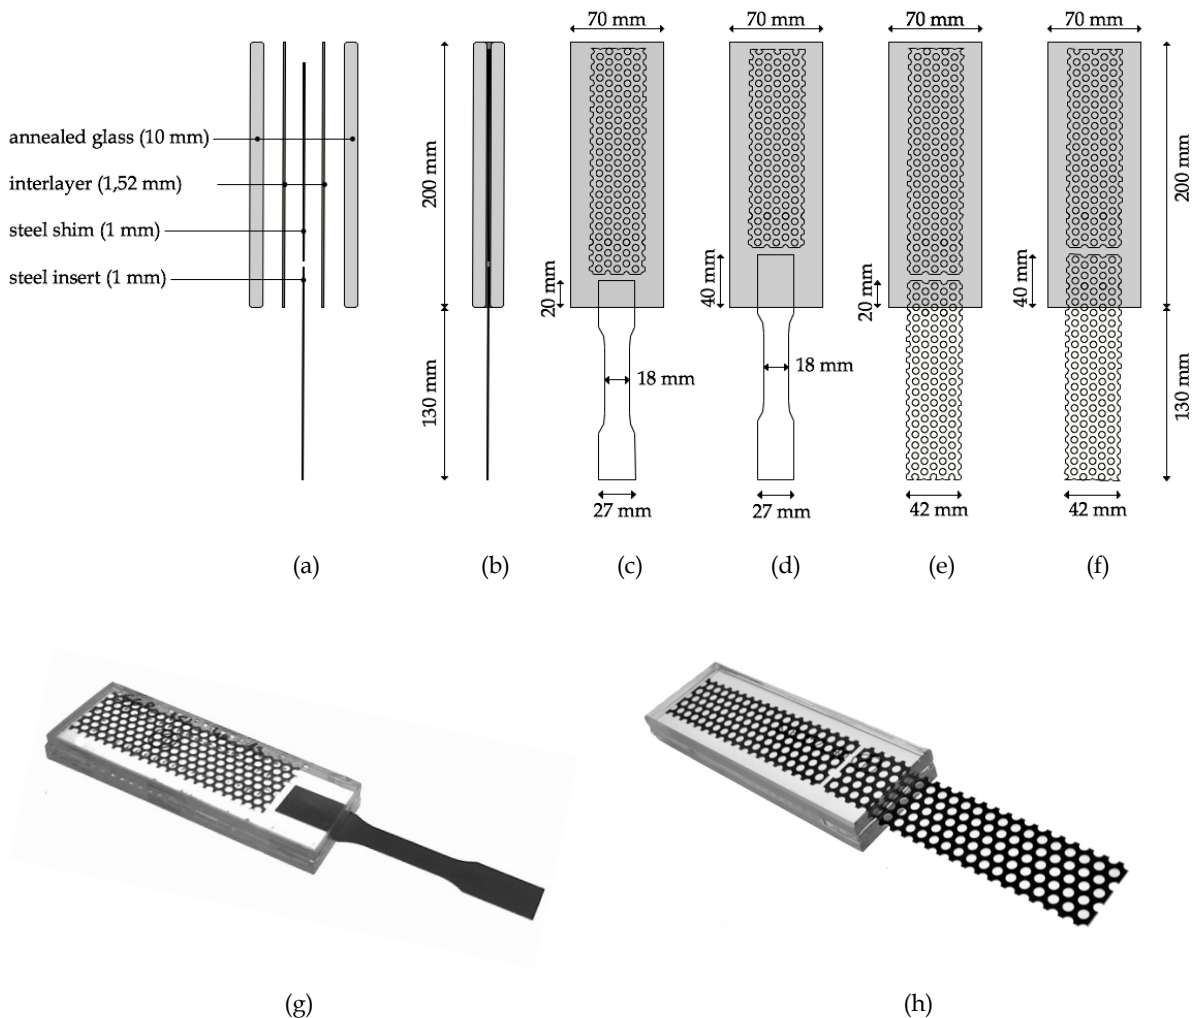 70 mm 70 mm 70 mm 70 mm
annealed glass (10 mm)
interlayer (1,52 mm)
steel shim (1 mm)
steel insert (1 mm)
200 mm
130 mm
20 mm
40 mm
20 mm
40 mm
200 mm
130 mm
18 mm
18 mm
27 mm 27 mm 42 mm 42 mm
(a) (b) (c) (d) (e) (f)
(g) (h)